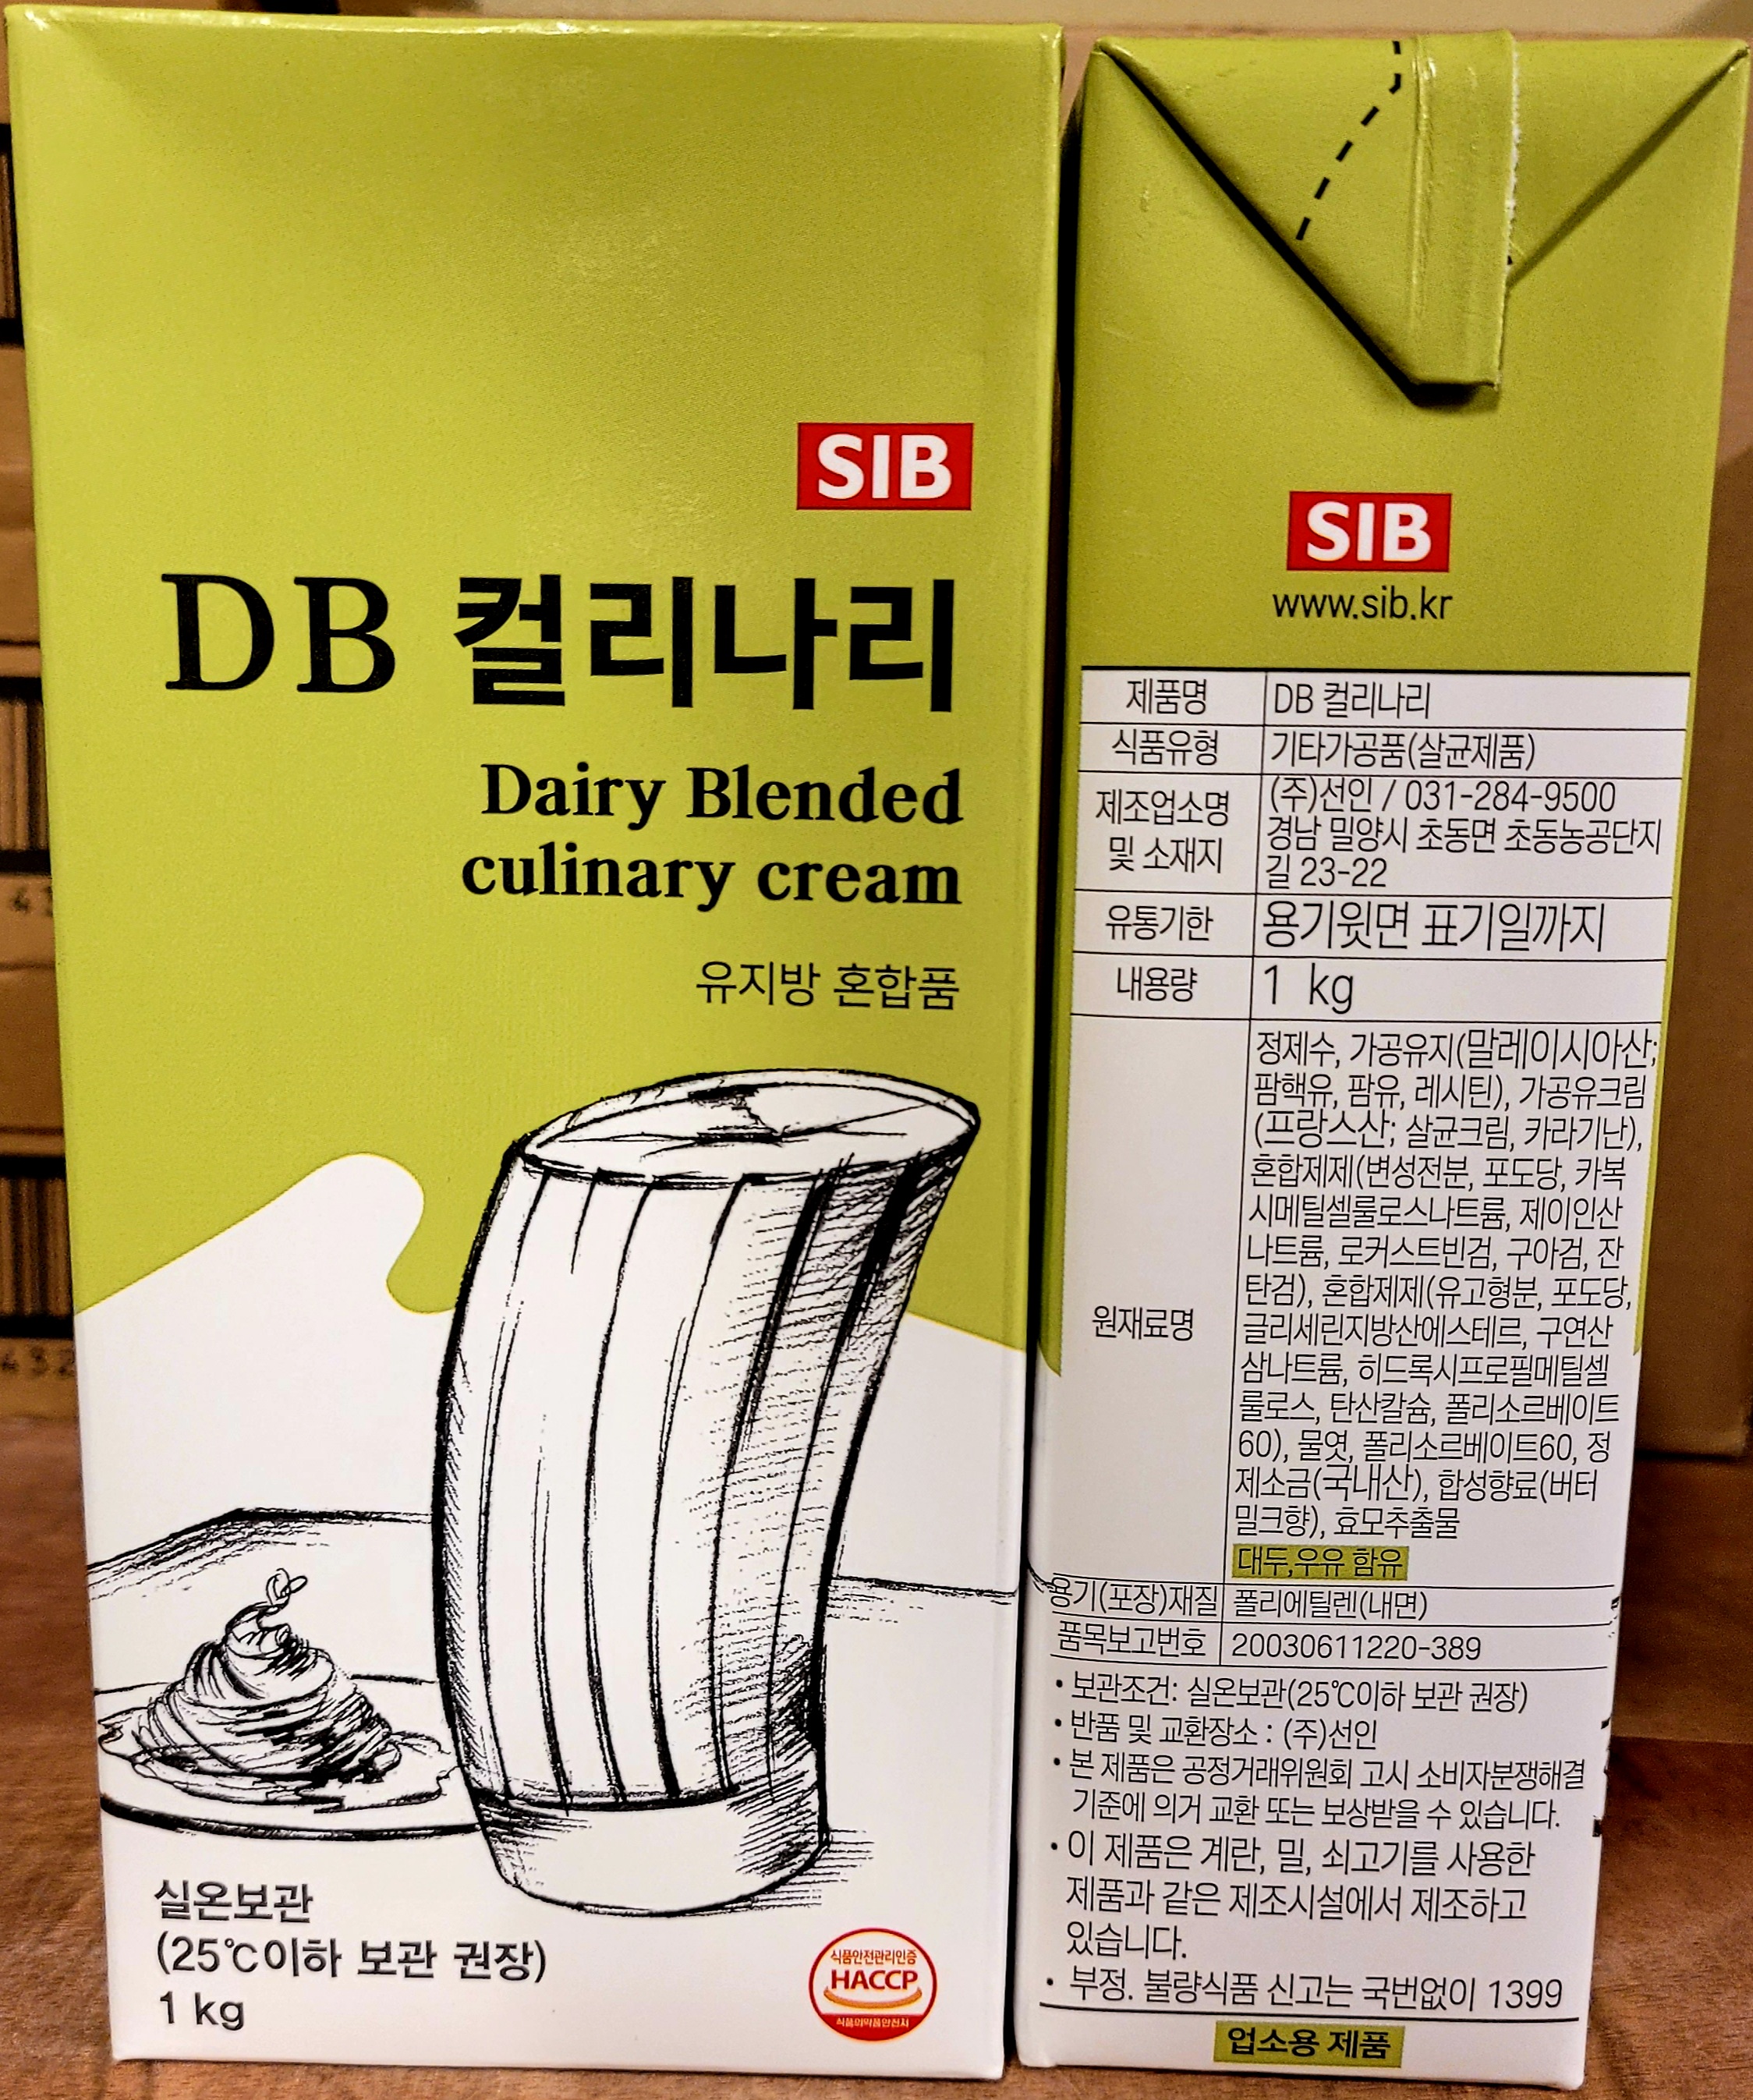 SIB
DB 컬리나리
Dairy Blended
culinary cream
유지방 혼합품
실온보관
(25℃이하 보관 권장)
1 kg
식품안전관리인증
HACCP
식품의약품안전처
SIB
www.sib.kr
제품명 DB 컬리나리
식품유형 기타가공품(살균제품)
제조업소명 및 소재지
(주)선인 / 031-284-9500
경남 밀양시 초동면 초동농공단지
길 23-22
유통기한 용기윗면 표기일까지
내용량 1 kg
원재료명
정제수, 가공유지(말레이시아산;
팜핵유, 팜유, 레시틴), 가공유크림
(프랑스산; 살균크림, 카라기난),
혼합제제(변성전분, 포도당, 카복
시메틸셀룰로스나트륨, 제이인산
나트륨, 로커스트빈검, 구아검, 잔
탄검), 혼합제제(유고형분, 포도당,
글리세린지방산에스테르, 구연산
삼나트륨, 히드록시프로필메틸셀
룰로스, 탄산칼슘, 폴리소르베이트
60), 물엿, 폴리소르베이트60, 정
제소금(국내산), 합성향료(버터
밀크향), 효모추출물
대두,우유 함유
용기(포장)재질 폴리에틸렌(내면)
품목보고번호 20030611220-389
• 보관조건: 실온보관(25℃이하 보관 권장)
• 반품 및 교환장소 : (주)선인
• 본 제품은 공정거래위원회 고시 소비자분쟁해결
기준에 의거 교환 또는 보상받을 수 있습니다.
• 이 제품은 계란, 밀, 쇠고기를 사용한
제품과 같은 제조시설에서 제조하고
있습니다.
• 부정. 불량식품 신고는 국번없이 1399
업소용 제품